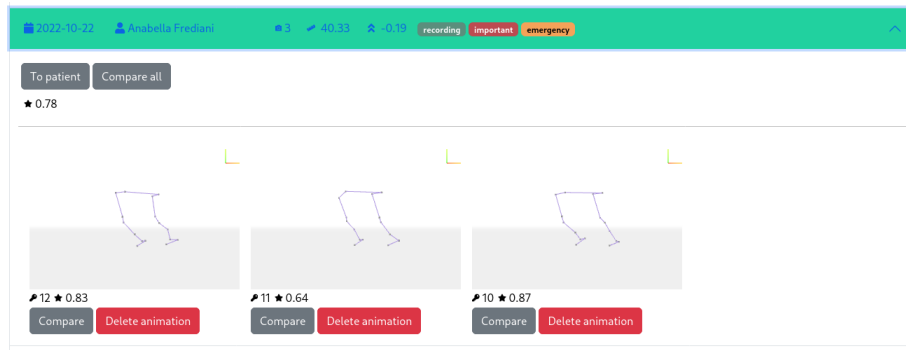 2022-10-22 Anabella Frediani 3 40.33 -0.19 recording important emergency
To patient Compare all
0.78
12 0.83 11 0.64 10 0.87
Compare Delete animation Compare Delete animation Compare Delete animation